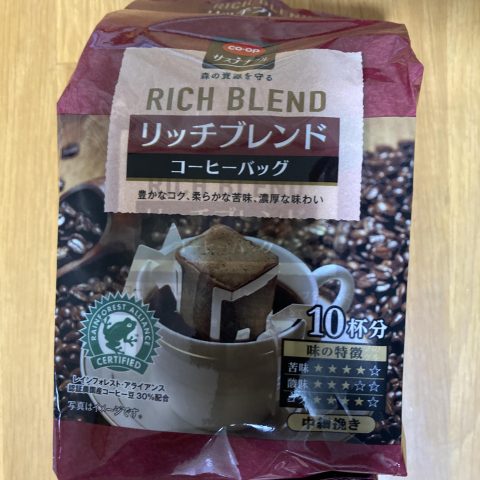 RICH BLEND
co·op
サステナブル
森の資源を守る
RICH BLEND
リッチブレンド
コーヒーバッグ
豊かなコク、柔らかな苦味、濃厚な味わい
RAINFOREST ALLIANCE
CERTIFIED
レインフォレスト・アライアンス
認証農園産コーヒー豆30%配合
写真はイメージです。
10杯分
味の特徴
苦味 ★★★★☆
酸味 ★★★☆☆
コク ★★★★☆
中細挽き